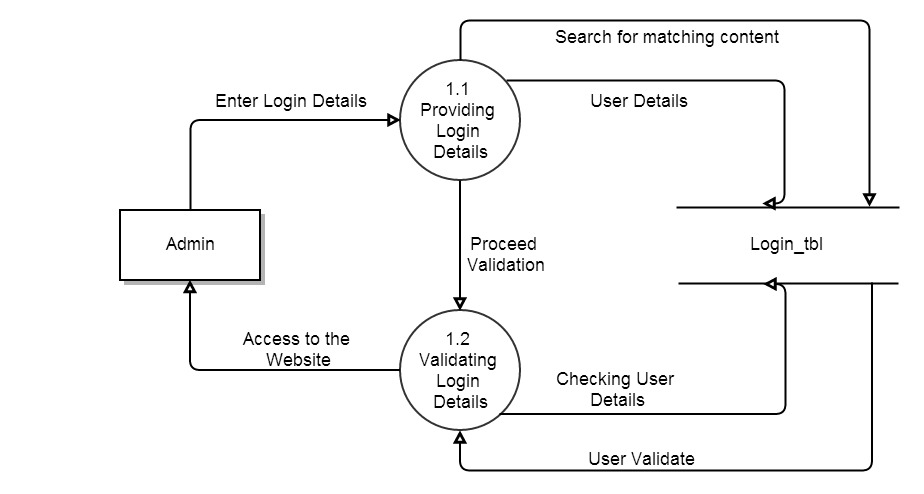 Search for matching content
1.1
Providing
Login
Details
Enter Login Details
User Details
Admin
Login_tbl
Proceed
Validation
1.2
Validating
Login
Details
Access to the
Website
Checking User
Details
User Validate